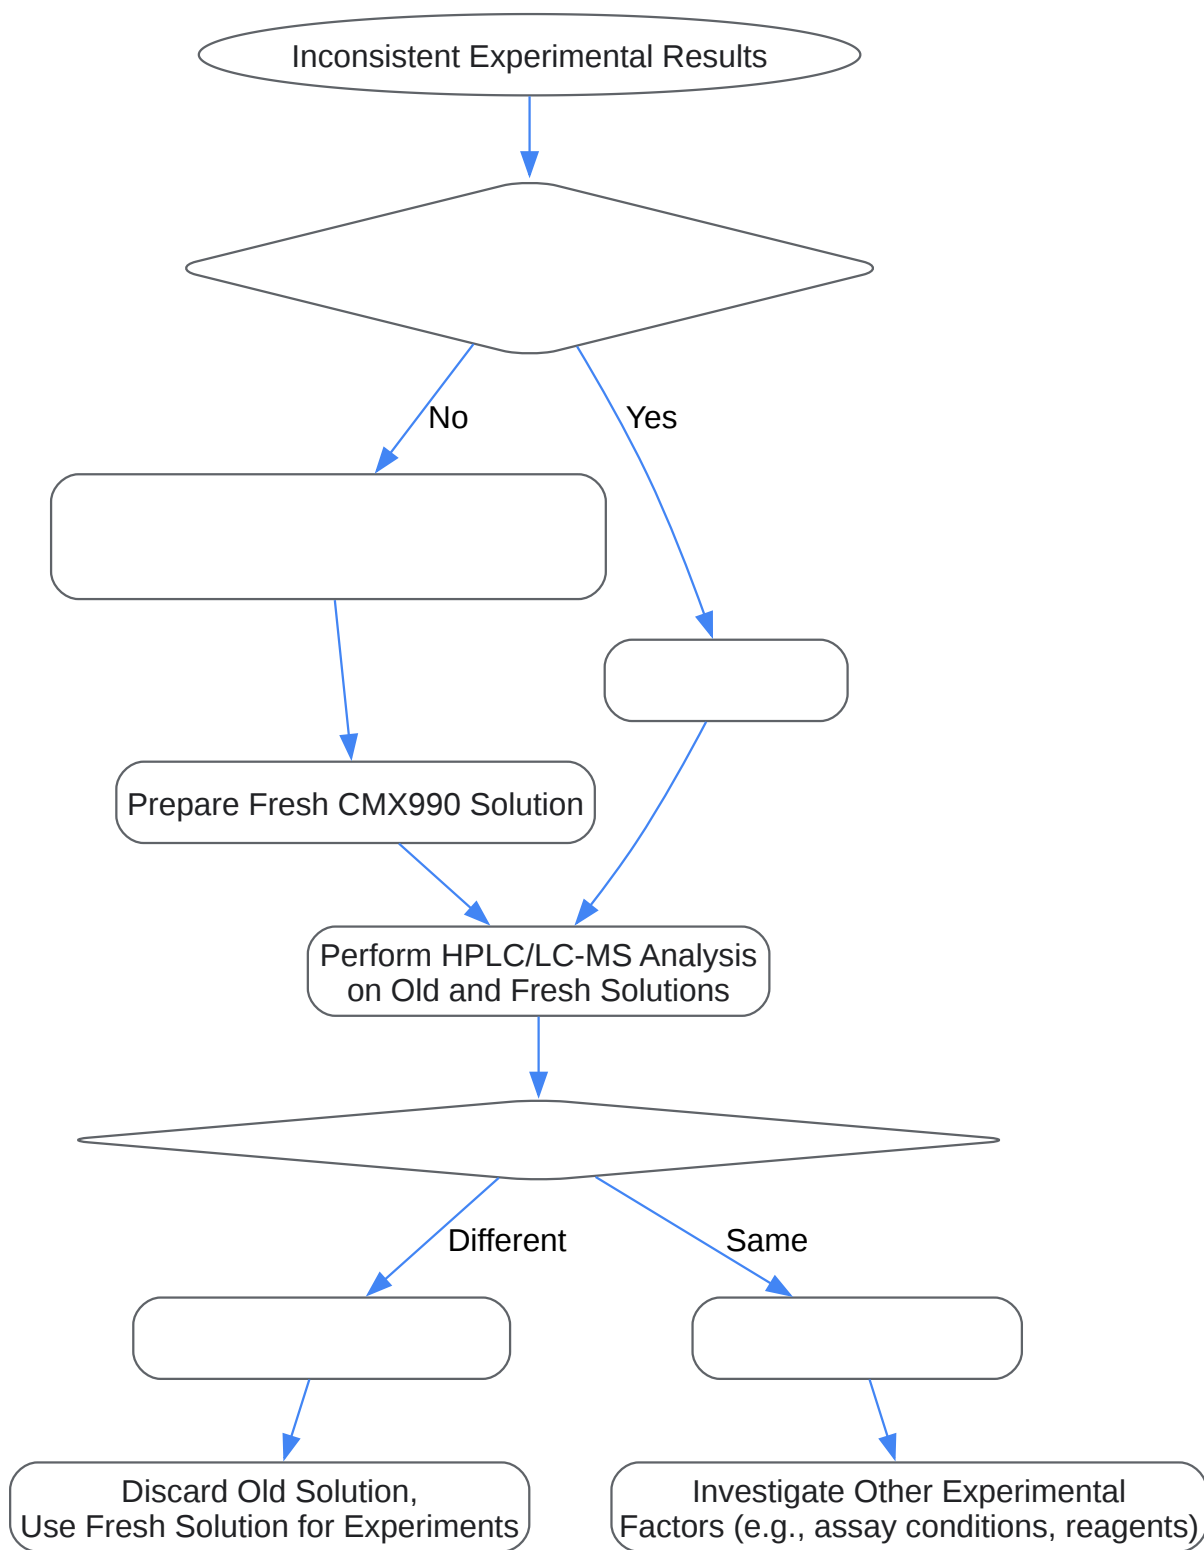 Inconsistent Experimental Results
No
Yes
Prepare Fresh CMX990 Solution
Perform HPLC/LC-MS Analysis
on Old and Fresh Solutions
Different
Same
Discard Old Solution,
Use Fresh Solution for Experiments
Investigate Other Experimental
Factors (e.g., assay conditions, reagents)